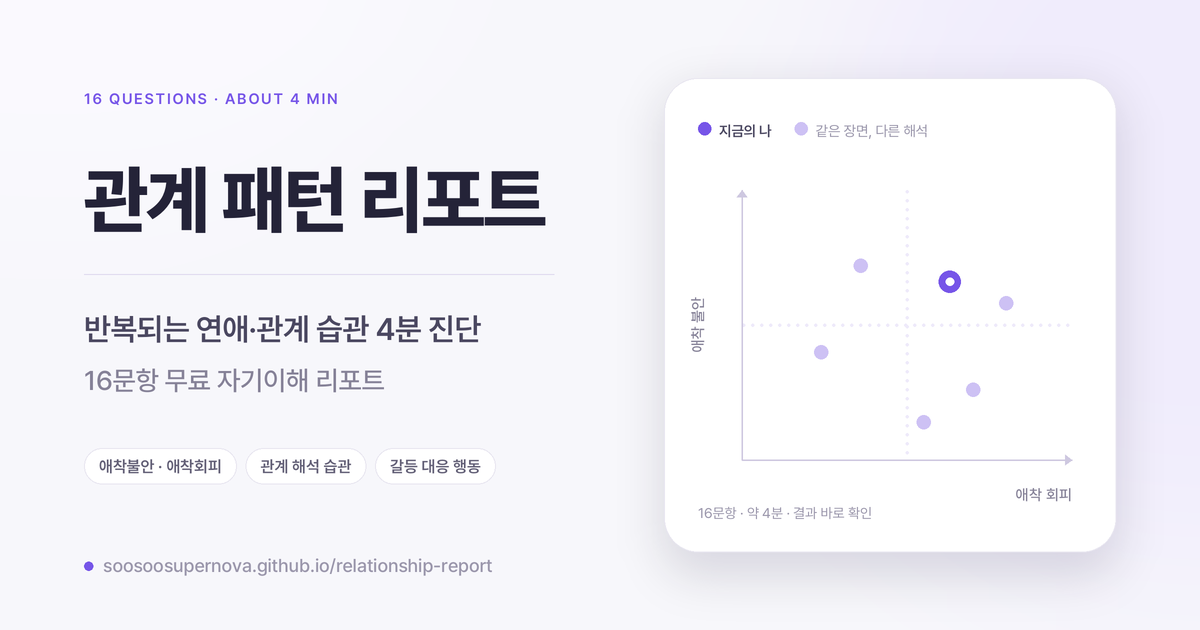 16 QUESTIONS · ABOUT 4 MIN
관계 패턴 리포트
반복되는 연애·관계 습관 4분 진단
16문항 무료 자기이해 리포트
애착불안 · 애착회피
관계 해석 습관
갈등 대응 행동
soosoosupernova.github.io/relationship-report
지금의 나
같은 장면, 다른 해석
애착 불안
애착 회피
16문항 · 약 4분 · 결과 바로 확인